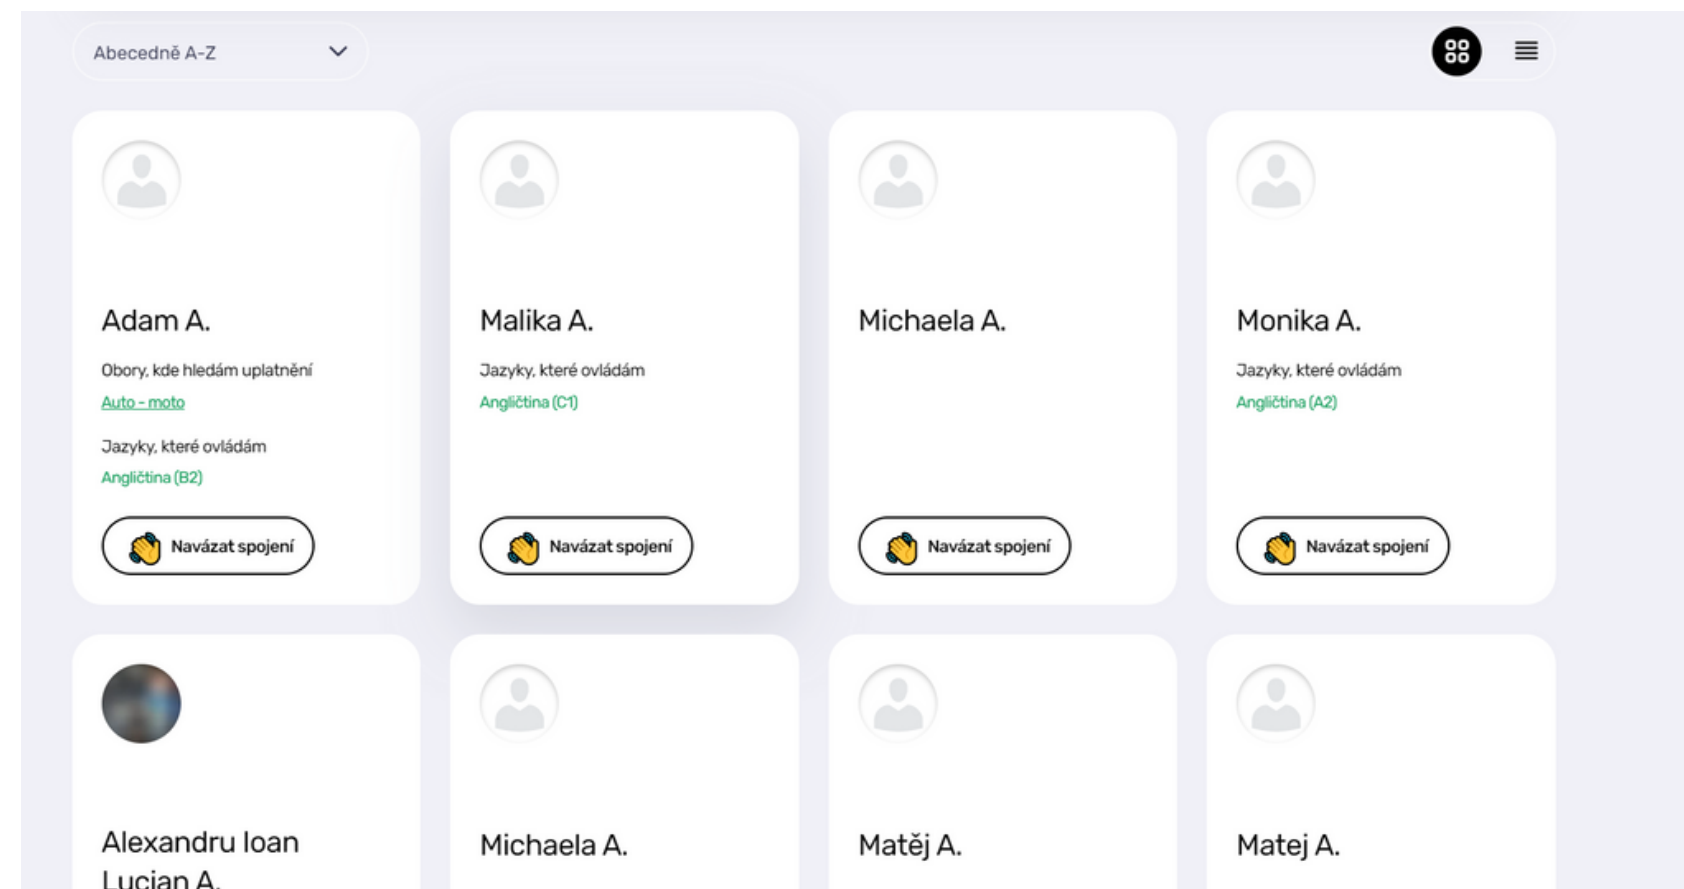 Abecedně A-Z
Adam A.
Obory, kde hledám uplatnění
Auto - moto
Jazyky, které ovládám
Angličtina (B2)
Navázat spojení
Malika A.
Jazyky, které ovládám
Angličtina (C1)
Navázat spojení
Michaela A.
Navázat spojení
Monika A.
Jazyky, které ovládám
Angličtina (A2)
Navázat spojení
Alexandru Ioan
Lucian A.
Michaela A.
Matěj A.
Matej A.